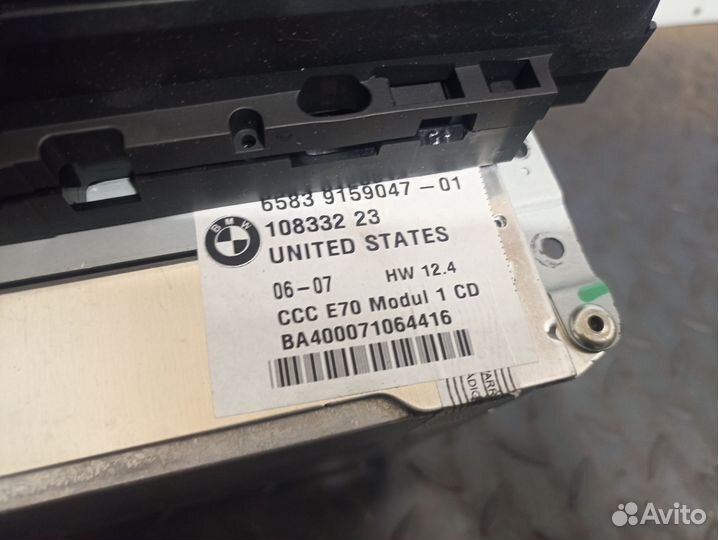 6583 9159047-01
108332 23
BMW
UNITED STATES
06-07 HW 12.4
CCC E70 Modul 1 CD
BA400071064416
Avito